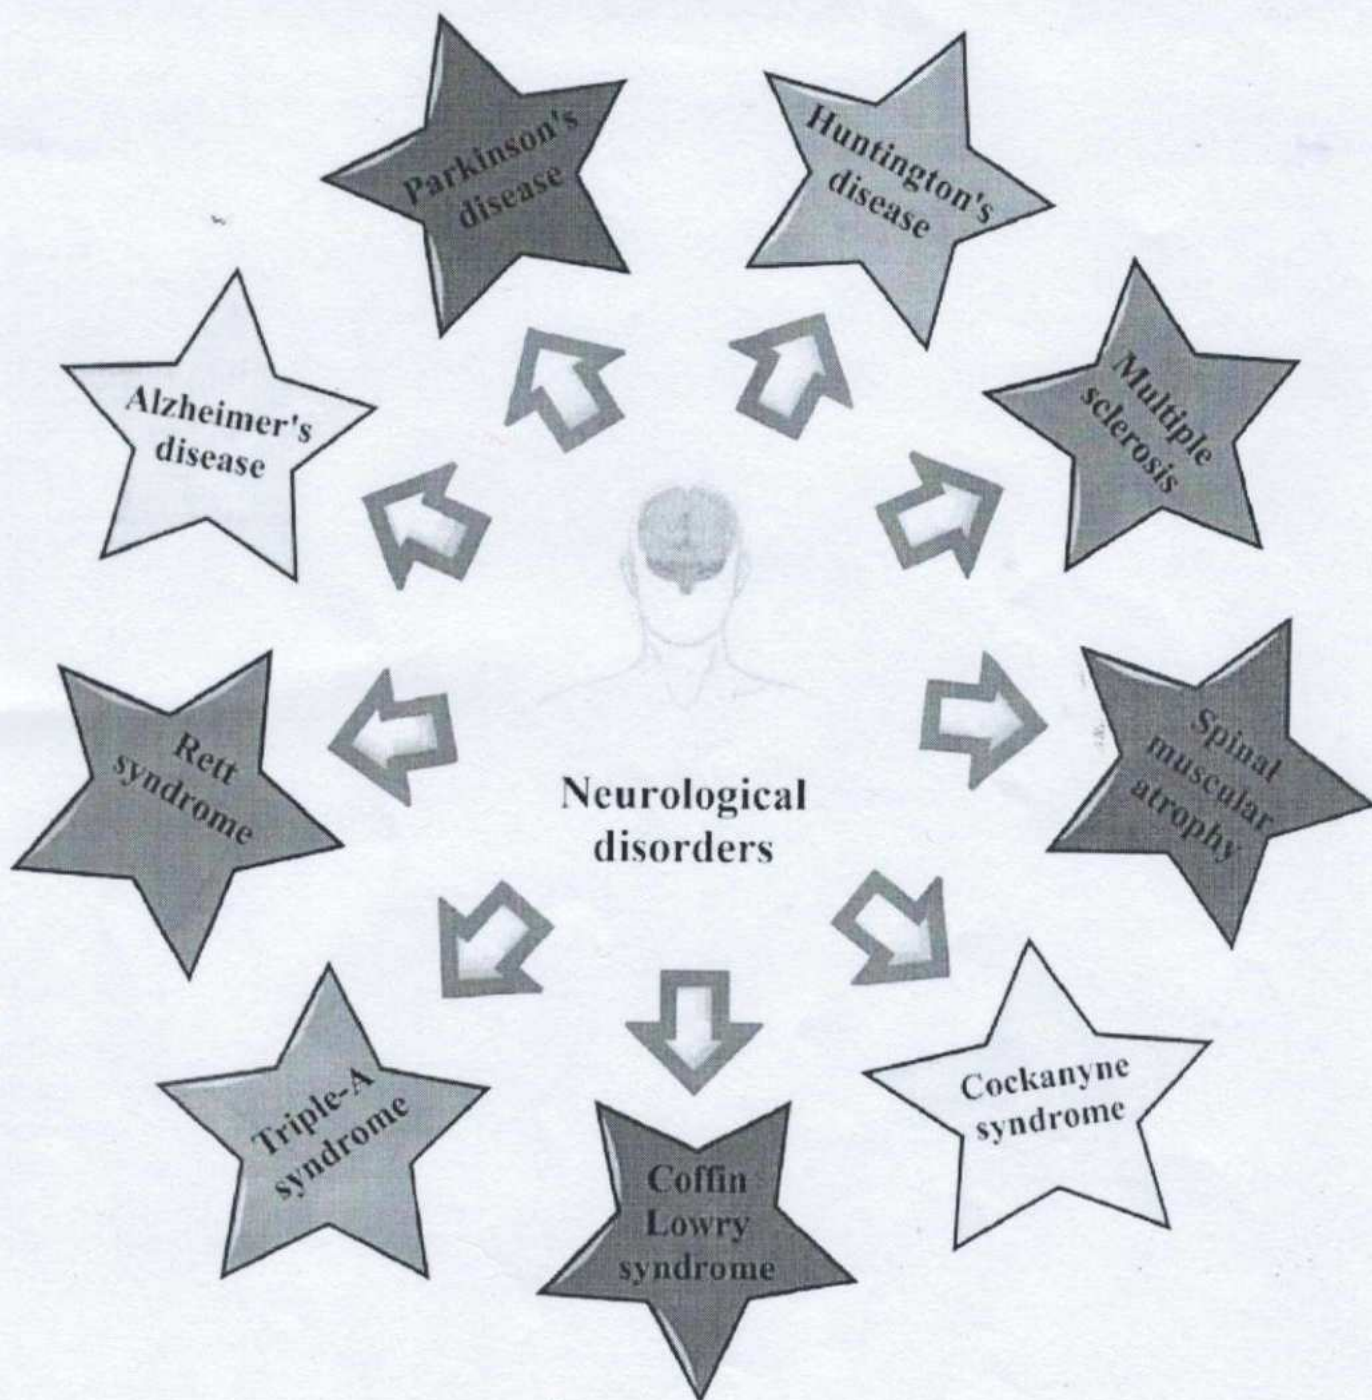 Parkinson's
disease
Huntington's
disease
Alzheimer's
disease
Multiple
sclerosis
Rett
syndrome
Spinal
muscular
atrophy
Neurological
disorders
Triple-A
syndrome
Cockanyne
syndrome
Coffin
Lowry
syndrome